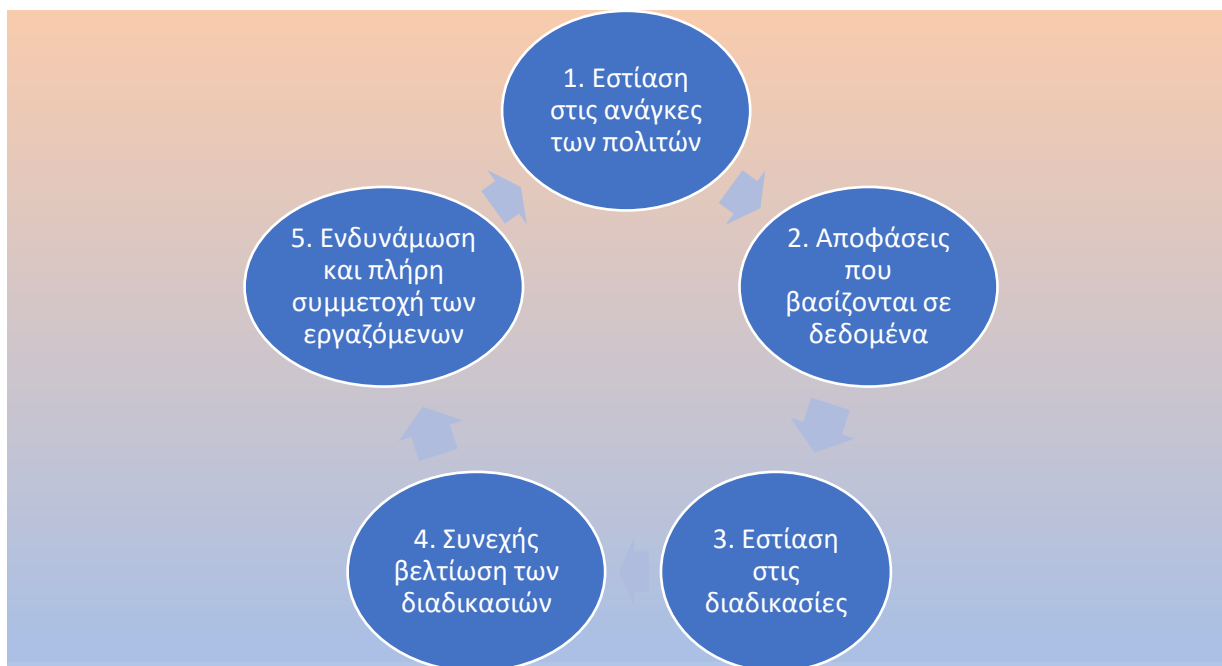 1. Εστίαση
στις ανάγκες
των πολιτών
2. Αποφάσεις
που
βασίζονται σε
δεδομένα
3. Εστίαση
στις
διαδικασίες
4. Συνεχής
βελτίωση των
διαδικασιών
5. Ενδυνάμωση
και πλήρη
συμμετοχή των
εργαζόμενων